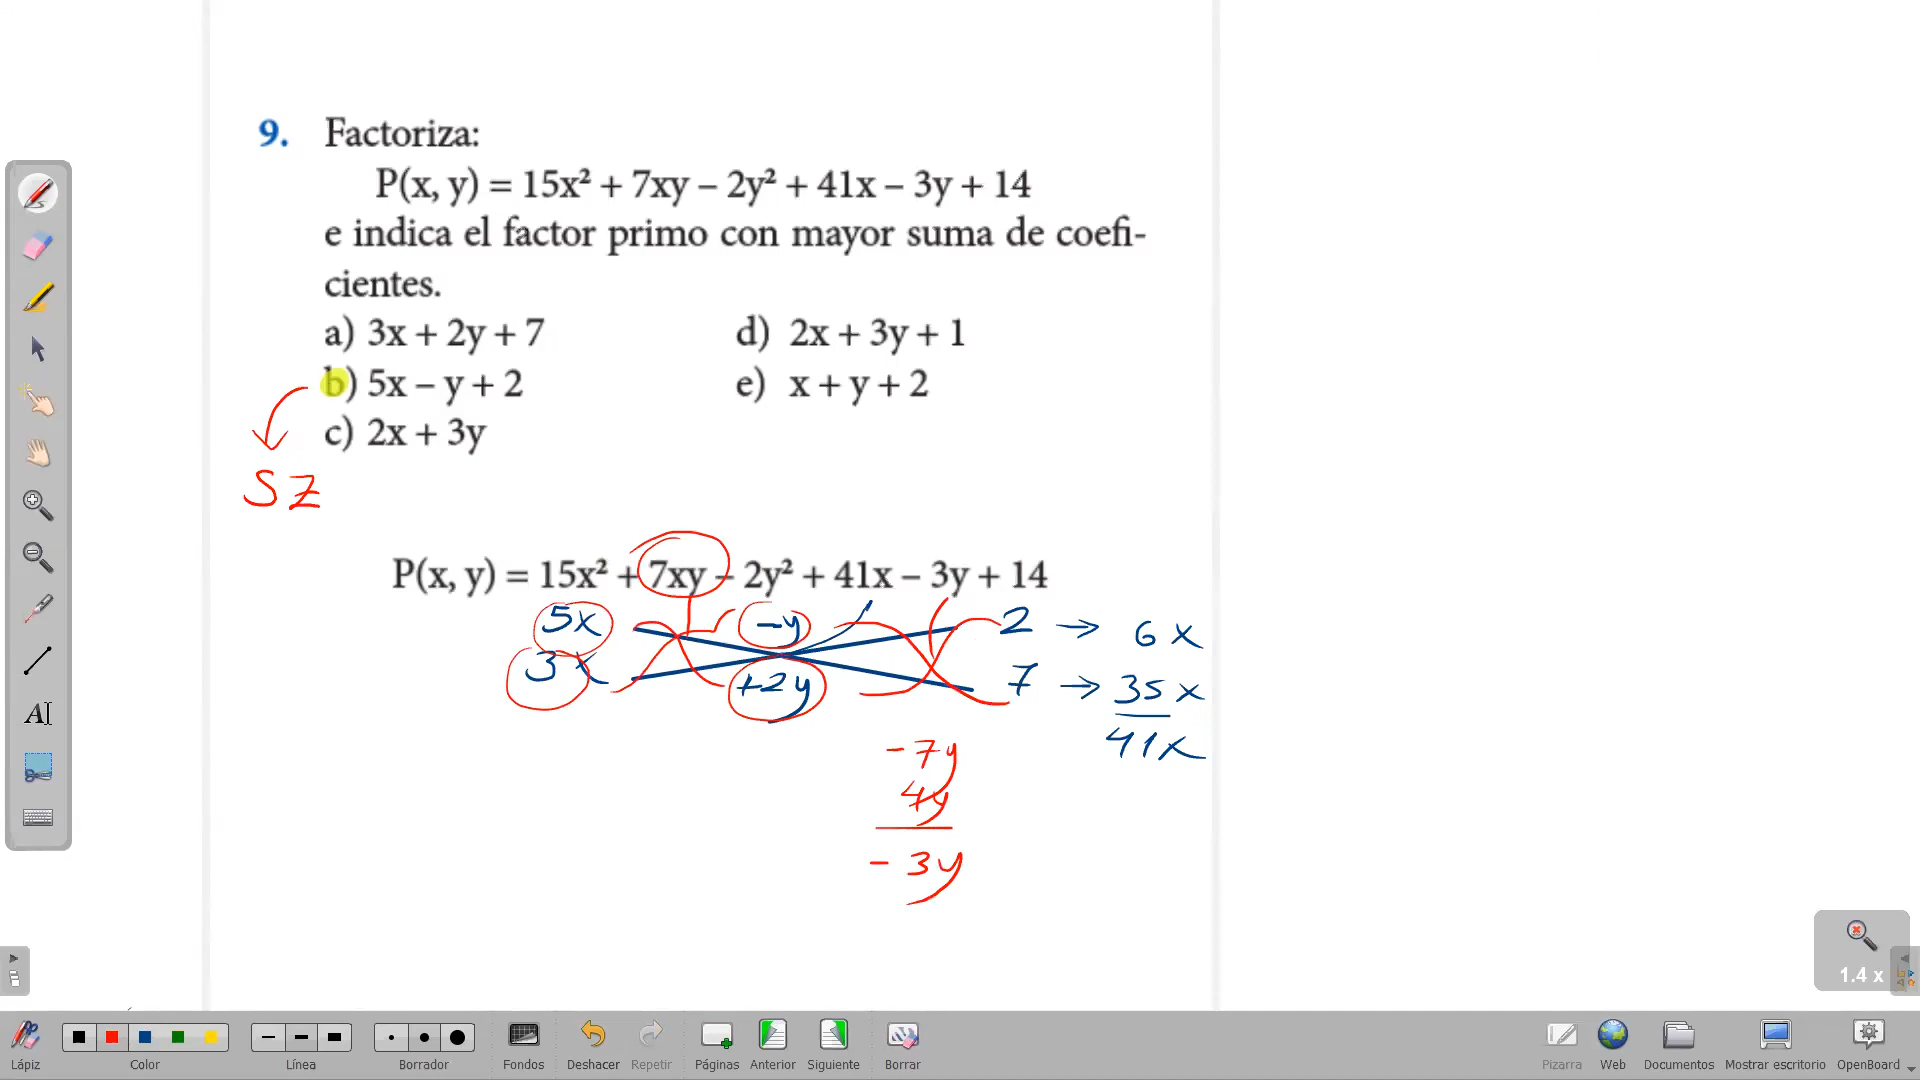 9. Factoriza:
P(x, y) = 15x² + 7xy – 2y² + 41x – 3y + 14
e indica el factor primo con mayor suma de coefi-
cientes.
a) 3x + 2y + 7
d) 2x + 3y + 1
b) 5x – y + 2
e) x + y + 2
c) 2x + 3y
SZ
P(x, y) = 15x² + 7xy – 2y² + 41x – 3y + 14
5x –y 2 → 6x
3x +2y 7 → 35x
41x
-7y
4y
-3y
1.4 x
Lápiz
Color
Línea
Borrador
Fondos
Deshacer
Repetir
Páginas
Anterior
Siguiente
Borrar
Pizarra
Web
Documentos
Mostrar escritorio
OpenBoard